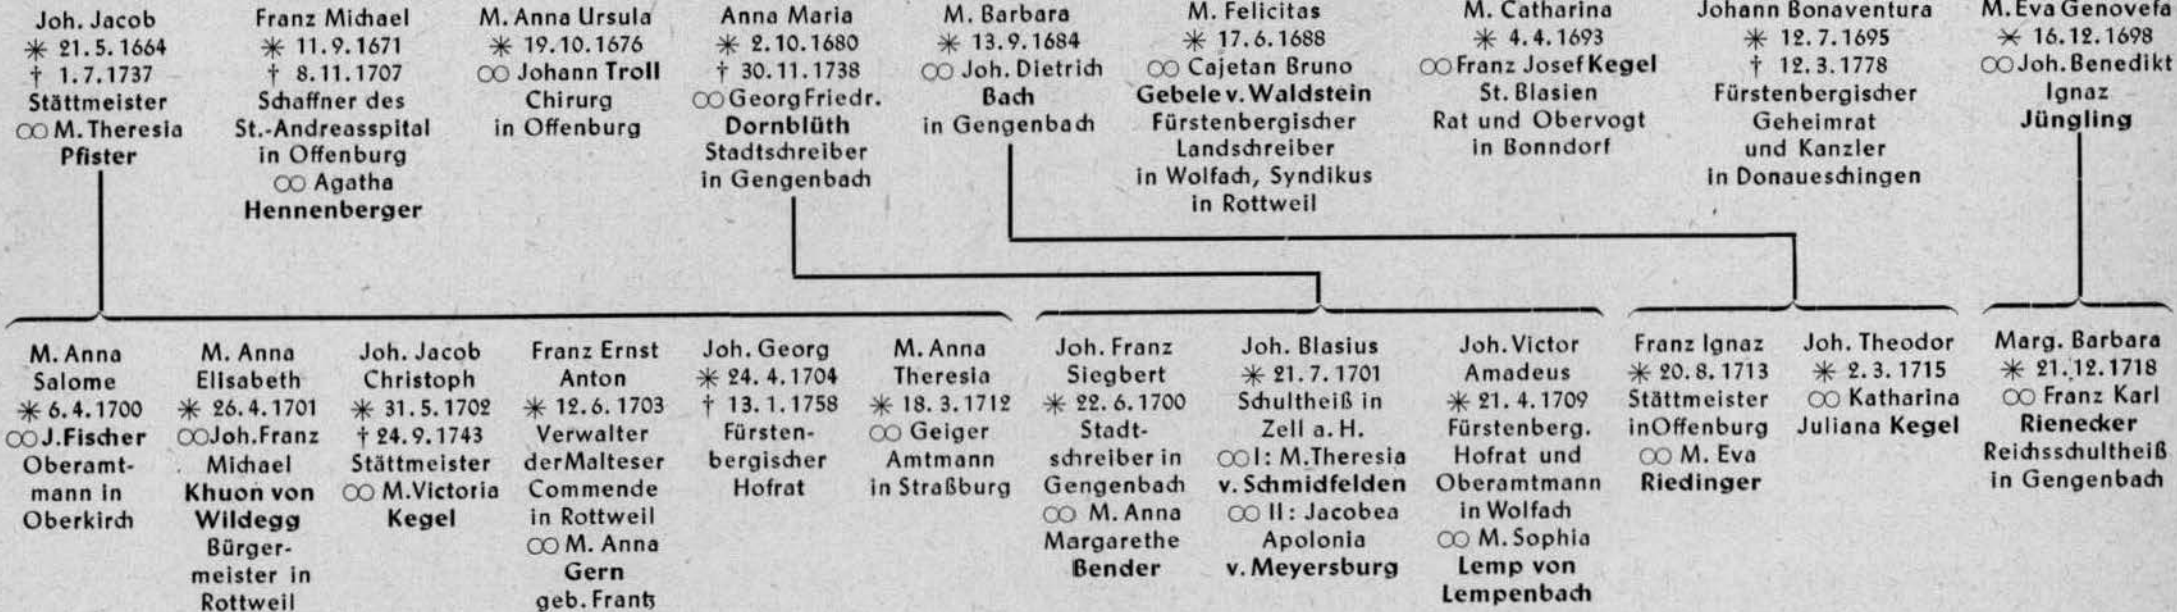 Joh. Jacob
✳ 21.5.1664
† 1.7.1737
Stättmeister
∞ M. Theresia
Pfister
Franz Michael
✳ 11.9.1671
† 8.11.1707
Schaffner des
St.-Andreasspital
in Offenburg
∞ Agatha
Hennenberger
M. Anna Ursula
✳ 19.10.1676
∞ Johann Troll
Chirurg
in Offenburg
Anna Maria
✳ 2.10.1680
† 30.11.1738
∞ Georg Friedr.
Dornblüth
Stadtschreiber
in Gengenbach
M. Barbara
✳ 13.9.1684
∞ Joh. Dietrich
Bach
in Gengenbach
M. Felicitas
✳ 17.6.1688
∞ Cajetan Bruno
Gebele v. Waldstein
Fürstenbergischer
Landschreiber
in Wolfach, Syndikus
in Rottweil
M. Catharina
✳ 4.4.1693
∞ Franz Josef Kegel
St. Blasien
Rat und Obervogt
in Bonndorf
Johann Bonaventura
✳ 12.7.1695
† 12.3.1778
Fürstenbergischer
Geheimrat
und Kanzler
in Donaueschingen
M. Eva Genovefa
✳ 16.12.1698
∞ Joh. Benedikt
Ignaz
Jüngling
M. Anna
Salome
✳ 6.4.1700
∞ J. Fischer
Oberamt-
mann in
Oberkirch
M. Anna
Elisabeth
✳ 26.4.1701
∞ Joh. Franz
Michael
Khuon von
Wildegg
Bürger-
meister in
Rottweil
Joh. Jacob
Christoph
✳ 31.5.1702
† 24.9.1743
Stättmeister
∞ M. Victoria
Kegel
Franz Ernst
Anton
✳ 12.6.1703
Verwalter
der Malteser
Commende
in Rottweil
∞ M. Anna
Gern
geb. Frantz
Joh. Georg
✳ 24.4.1704
† 13.1.1758
Fürsten-
bergischer
Hofrat
M. Anna
Theresia
✳ 18.3.1712
∞ Geiger
Amtmann
in Straßburg
Joh. Franz
Siegbert
✳ 22.6.1700
Stadt-
schreiber in
Gengenbach
∞ M. Anna
Margarethe
Bender
Joh. Blasius
✳ 21.7.1701
Schultheiß in
Zell a. H.
∞ I: M. Theresia
v. Schmidfelden
∞ II: Jacobea
Apolonia
v. Meyersburg
Joh. Victor
Amadeus
✳ 21.4.1709
Fürstenberg.
Hofrat und
Oberamtmann
in Wolfach
∞ M. Sophia
Lemp von
Lempenbach
Franz Ignaz
✳ 20.8.1713
Stättmeister
in Offenburg
∞ M. Eva
Riedinger
Joh. Theodor
✳ 2.3.1715
∞ Katharina
Juliana Kegel
Marg. Barbara
✳ 21.12.1718
∞ Franz Karl
Rienecker
Reichsschultheiß
in Gengenbach